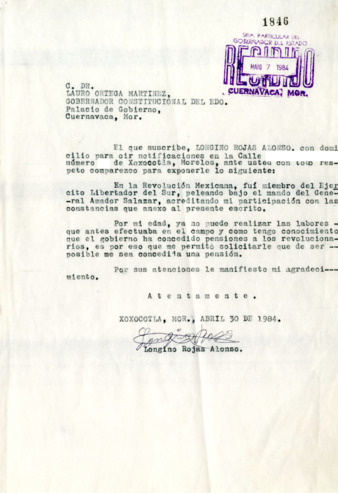 1846
SRIA. PARTICULAR DEL
GOBERNADOR D.L ESTADO
RECIBIDO
MAYO 7 1984
CUERNAVACA, MOR.
C. DR.
LAURO ORTEGA MARTINEZ,
GOBERNADOR CONSTITUCIONAL DEL EDO.
Palacio de Gobierno,
Cuernavaca, Mor.
El que suscribe, LONGINO ROJAS ALONSO, con domi
cilio para oir notificaciones en la Calle
número de Xoxocotla, Morelos, ante usted con todo res
peto comparezco para exponerle lo siguiente:
En la Revolución Mexicana, fuí miembro del Ejer
cito Libertador del Sur, peleando bajo el mando del Gene-
ral Amador Salazar, acreditando mi participación con las
constancias que anexo al presente escrito.
Por mi edad, ya no puedo realizar las labores -
que antes efectuaba en el campo y como tengo conocimiento
que el gobierno ha concedido pensiones a los revoluciona-
rios, es por eso que me permito solicitarle que de ser --
posible me sea concedida una pensión.
Por sus atenciones le manifiesto mi agradeci--
miento.
A t e n t a m e n t e .
XOXOCOTLA, MOR., ABRIL 30 DE 1984.
Longino Rojas
Longino Rojas Alonso.